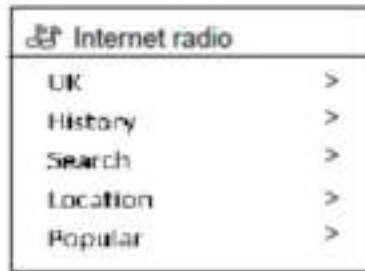 Internet radio
UK >
History >
Search >
Location >
Popular >